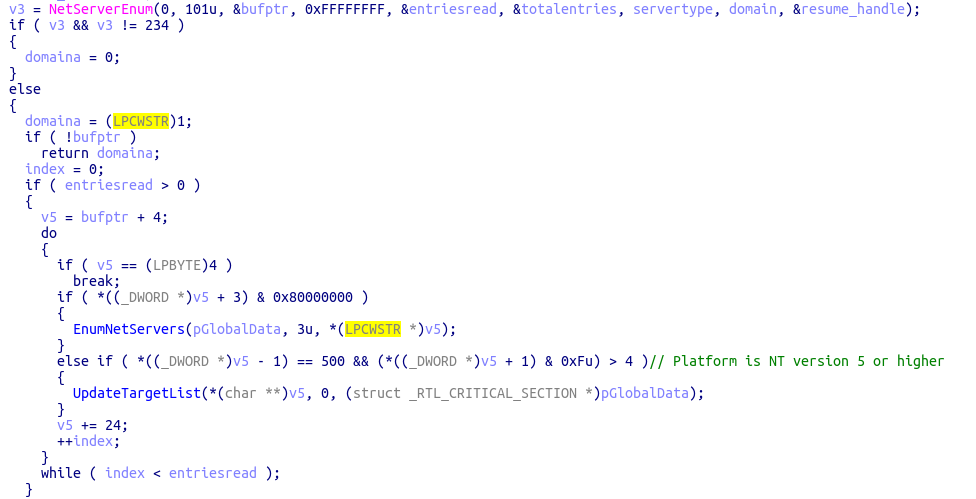 v3 = NetServerEnum(0, 101u, &bufptr, 0xFFFFFFFF, &entriesread, &totalentries, servertype, domain, &resume_handle);
if ( v3 && v3 != 234 )
{
domaina = 0;
}
else
{
domaina = (LPCWSTR)1;
if ( !bufptr )
return domaina;
index = 0;
if ( entriesread > 0 )
{
v5 = bufptr + 4;
do
{
if ( v5 == (LPBYTE)4 )
break;
if ( *((_DWORD *)v5 + 3) & 0x80000000 )
{
EnumNetServers(pGlobalData, 3u, *(LPCWSTR *)v5);
}
else if ( *((_DWORD *)v5 - 1) == 500 && (*((_DWORD *)v5 + 1) & 0xFu) > 4 )// Platform is NT version 5 or higher
{
UpdateTargetList(*(char **)v5, 0, (struct _RTL_CRITICAL_SECTION *)pGlobalData);
}
v5 += 24;
++index;
}
while ( index < entriesread );
}